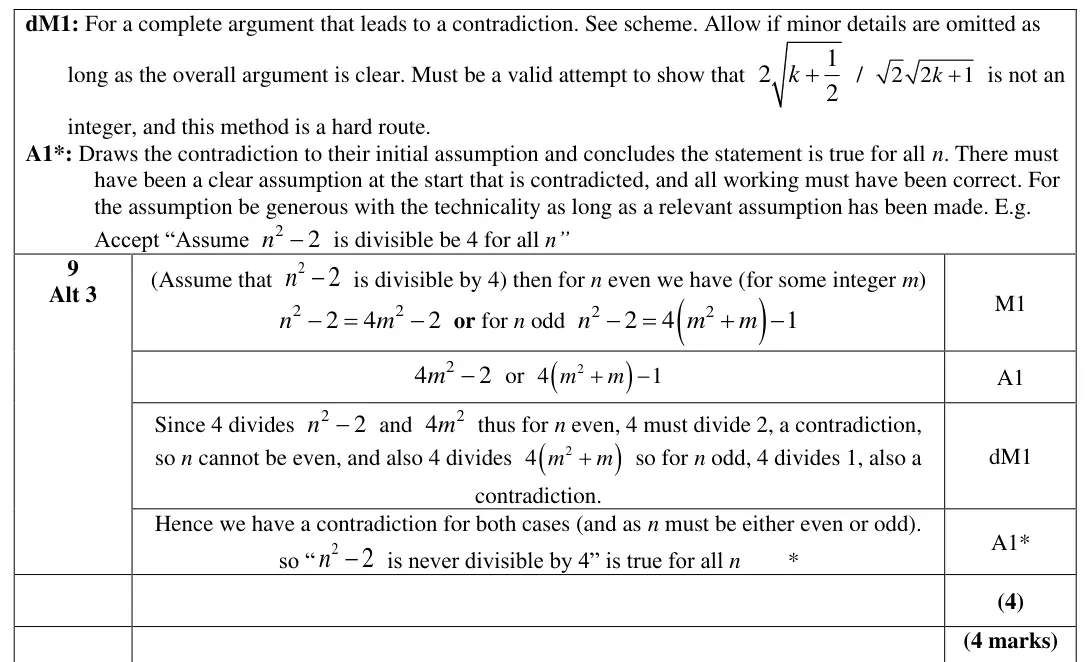 dM1: For a complete argument that leads to a contradiction. See scheme. Allow if minor details are omitted as
long as the overall argument is clear. Must be a valid attempt to show that 2√(k + 1/2) / √2√(2k + 1) is not an
integer, and this method is a hard route.
A1*: Draws the contradiction to their initial assumption and concludes the statement is true for all n. There must
have been a clear assumption at the start that is contradicted, and all working must have been correct. For
the assumption be generous with the technicality as long as a relevant assumption has been made. E.g.
Accept “Assume n² − 2 is divisible be 4 for all n”
9
Alt 3
(Assume that n² − 2 is divisible by 4) then for n even we have (for some integer m)
n² − 2 = 4m² − 2 or for n odd n² − 2 = 4(m² + m) − 1
M1
4m² − 2 or 4(m² + m) − 1
A1
Since 4 divides n² − 2 and 4m² thus for n even, 4 must divide 2, a contradiction,
so n cannot be even, and also 4 divides 4(m² + m) so for n odd, 4 divides 1, also a
contradiction.
dM1
Hence we have a contradiction for both cases (and as n must be either even or odd).
so “n² − 2 is never divisible by 4” is true for all n *
A1*
(4)
(4 marks)